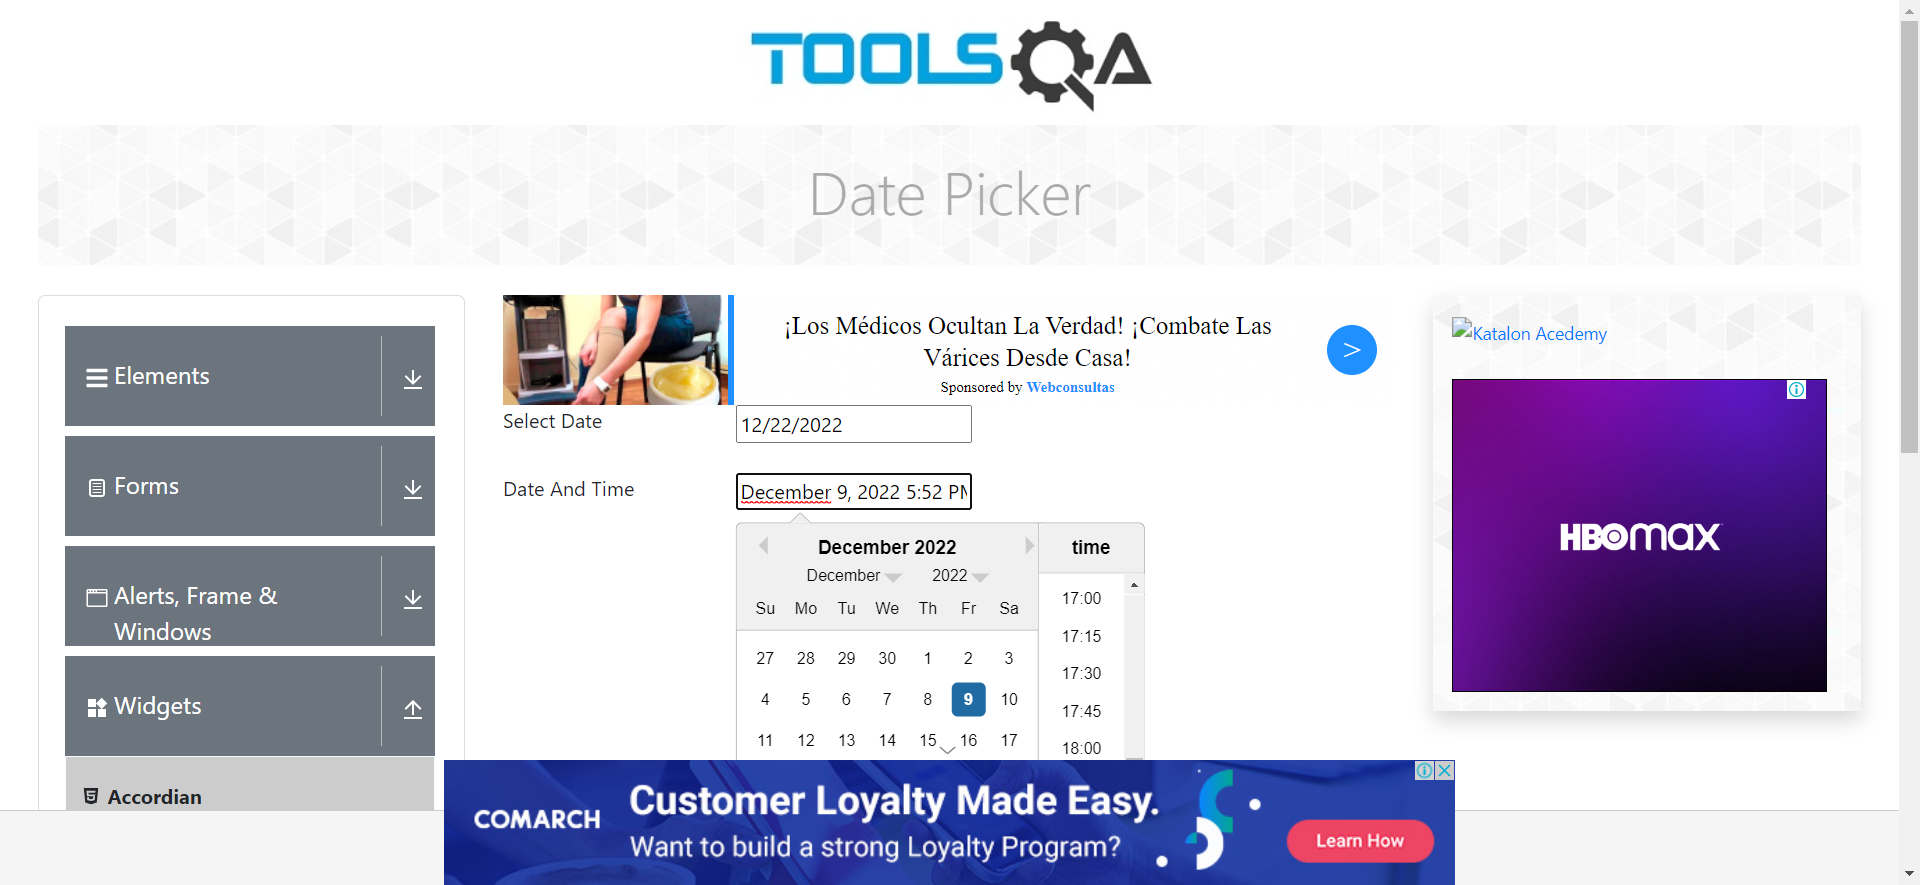 TOOLSQA
Date Picker
Elements
Forms
Alerts, Frame &
Windows
Widgets
Accordian
¡Los Médicos Ocultan La Verdad! ¡Combate Las
Várices Desde Casa!
Sponsored by Webconsultas
>
Select Date
12/22/2022
Date And Time
December 9, 2022 5:52 PM
December 2022
December
2022
Su Mo Tu We Th Fr Sa
27 28 29 30 1 2 3
4 5 6 7 8 9 10
11 12 13 14 15 16 17
time
17:00
17:15
17:30
17:45
18:00
Katalon Acedemy
HBOMAX
COMARCH
Customer Loyalty Made Easy.
Want to build a strong Loyalty Program?
Learn How